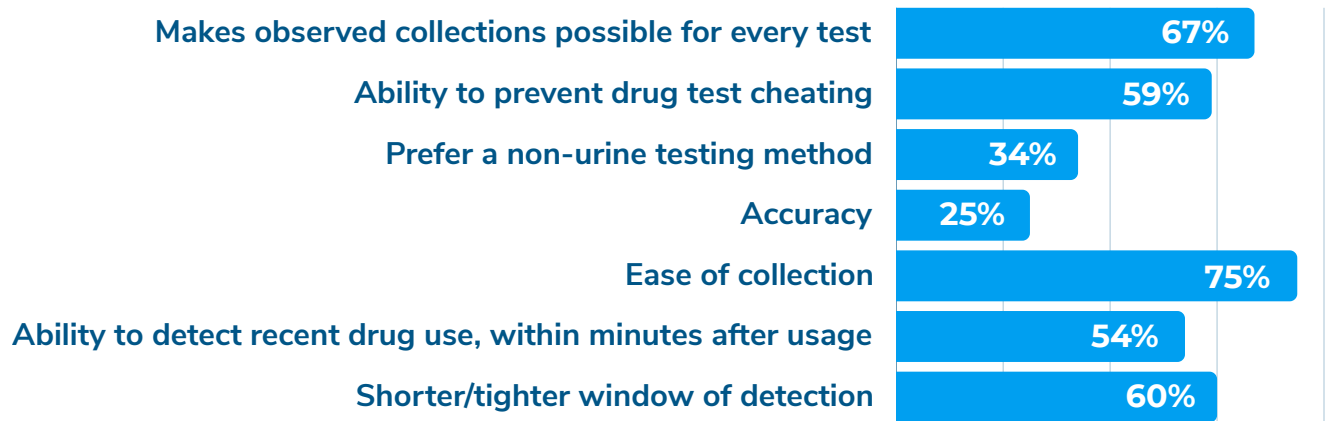 Makes observed collections possible for every test 67%
Ability to prevent drug test cheating 59%
Prefer a non-urine testing method 34%
Accuracy 25%
Ease of collection 75%
Ability to detect recent drug use, within minutes after usage 54%
Shorter/tighter window of detection 60%